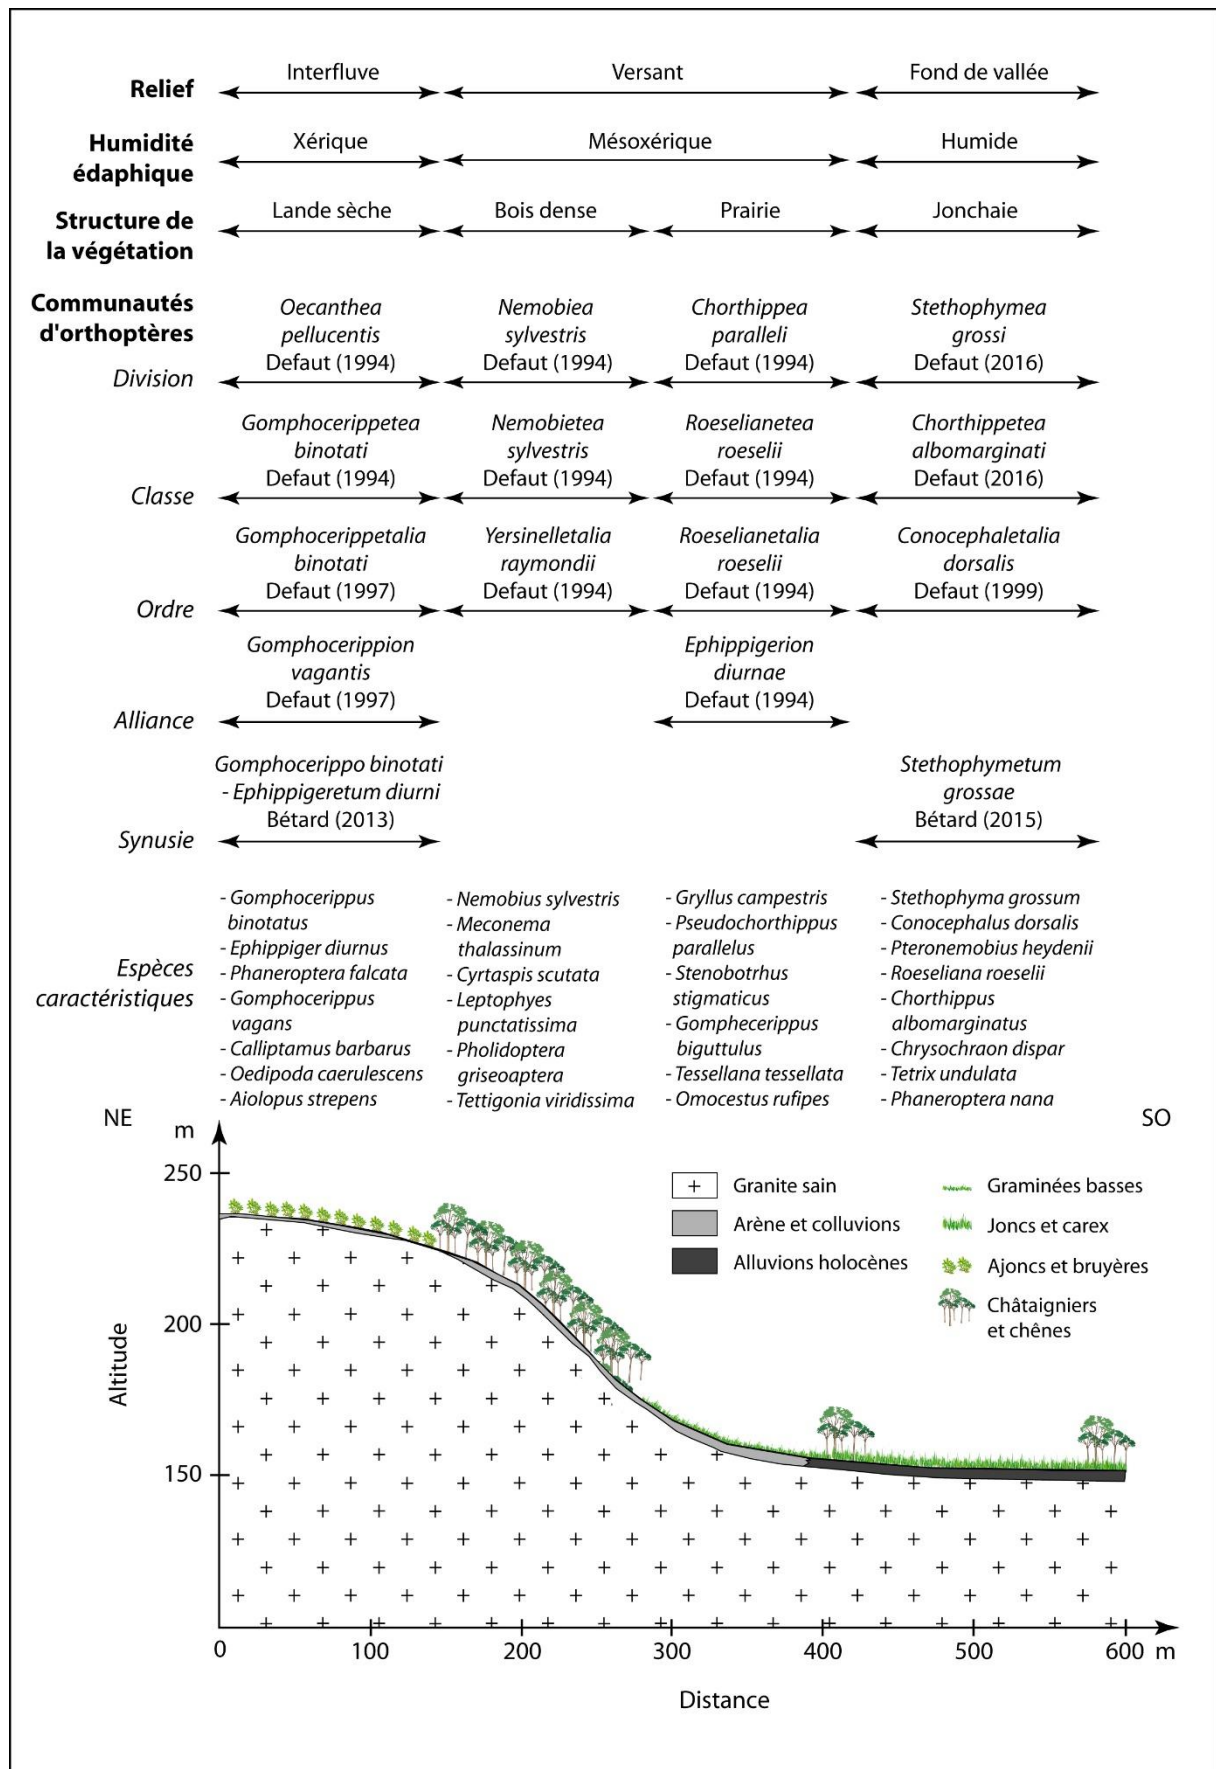 Relief
Interfluve
Versant
Fond de vallée
Humidité
édaphique
Xérique
Mésoxérique
Humide
Structure de
la végétation
Lande sèche
Bois dense
Prairie
Jonchaie
Communautés
d'orthoptères
Division
Oecanthea
pellucentis
Defaut (1994)
Nemobiea
sylvestris
Defaut (1994)
Chorthippea
paralleli
Defaut (1994)
Stethophymea
grossi
Defaut (2016)
Classe
Gomphocerippetea
binotati
Defaut (1994)
Nemobietea
sylvestris
Defaut (1994)
Roeselianetea
roeselii
Defaut (1994)
Chorthippetea
albomarginati
Defaut (2016)
Ordre
Gomphocerippetalia
binotati
Defaut (1997)
Yersinelletalia
raymondii
Defaut (1994)
Roeselianetalia
roeselii
Defaut (1994)
Conocephaletalia
dorsalis
Defaut (1999)
Alliance
Gomphocerippion
vagantis
Defaut (1997)
Ephippigerion
diurnae
Defaut (1994)
Synusie
Gomphocerippo binotati
- Ephippigeretum diurni
Bétard (2013)
Stethophymetum
grossae
Bétard (2015)
Espèces
caractéristiques
- Gomphocerippus
binotatus
- Ephippiger diurnus
- Phaneroptera falcata
- Gomphocerippus
vagans
- Calliptamus barbarus
- Oedipoda caerulescens
- Aiolopus strepens
- Nemobius sylvestris
- Meconema
thalassinum
- Cyrtaspis scutata
- Leptophyes
punctatissima
- Pholidoptera
griseoaptera
- Tettigonia viridissima
- Gryllus campestris
- Pseudochorthippus
parallelus
- Stenobotrhus
stigmaticus
- Gomphecerippus
biguttulus
- Tessellana tessellata
- Omocestus rufipes
- Stethophyma grossum
- Conocephalus dorsalis
- Pteronemobius heydenii
- Roeseliana roeselii
- Chorthippus
albomarginatus
- Chrysochraon dispar
- Tetrix undulata
- Phaneroptera nana
NE
SO
m
250
200
150
Altitude
Granite sain
Arène et colluvions
Alluvions holocènes
Graminées basses
Joncs et carex
Ajoncs et bruyères
Châtaigniers
et chênes
0
100
200
300
400
500
600
m
Distance